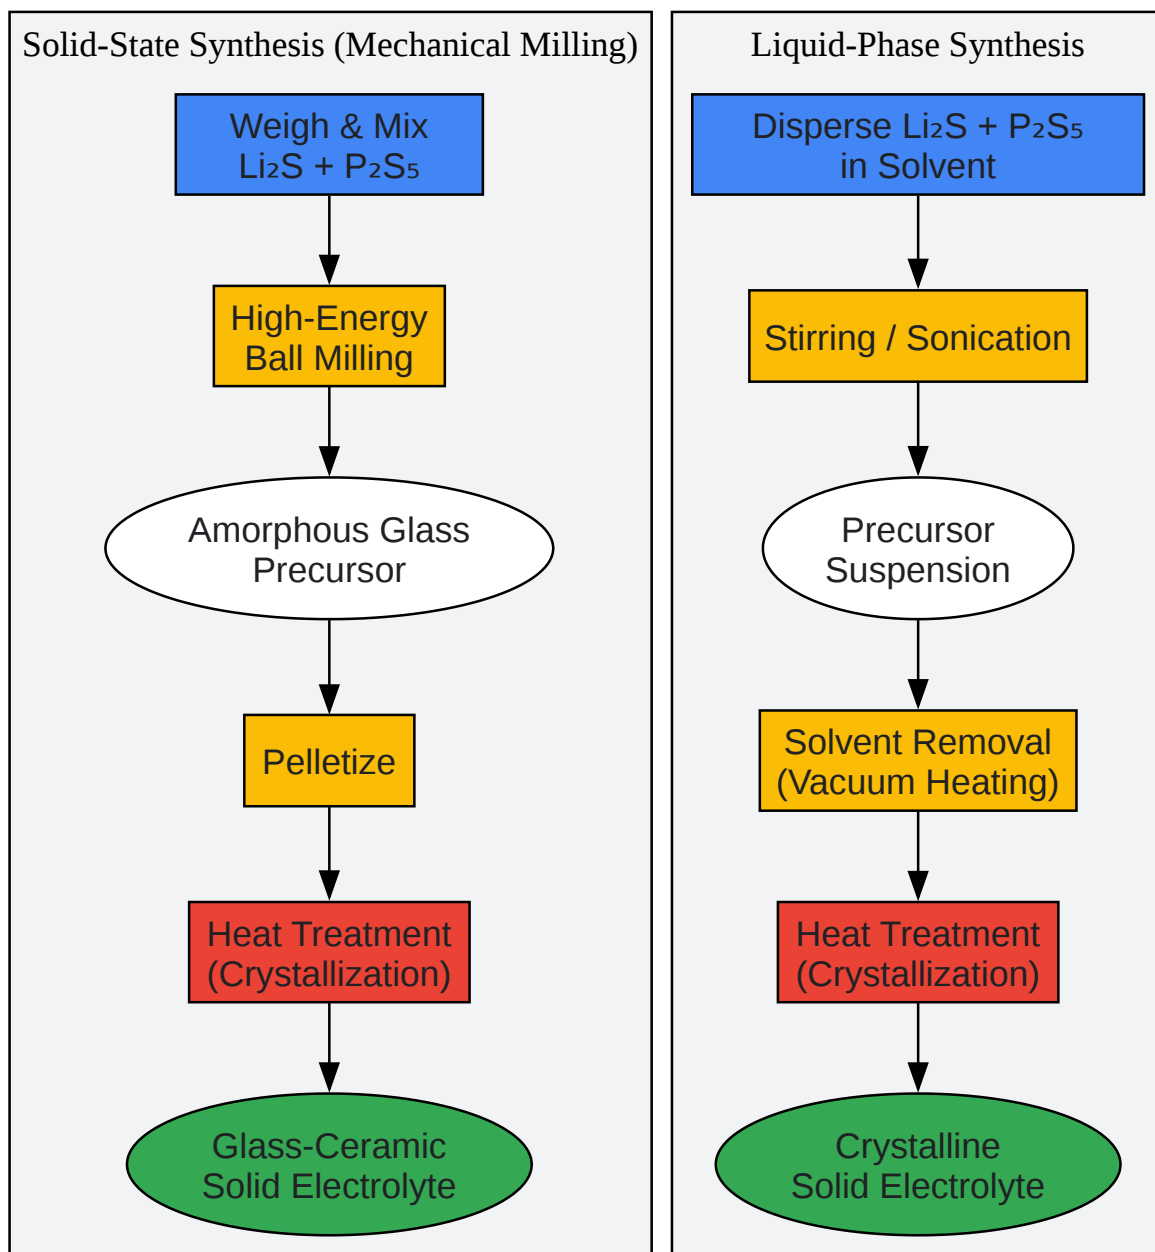 Solid-State Synthesis (Mechanical Milling)
Weigh & Mix
Li₂S + P₂S₅
High-Energy
Ball Milling
Amorphous Glass
Precursor
Pelletize
Heat Treatment
(Crystallization)
Glass-Ceramic
Solid Electrolyte
Liquid-Phase Synthesis
Disperse Li₂S + P₂S₅
in Solvent
Stirring / Sonication
Precursor
Suspension
Solvent Removal
(Vacuum Heating)
Heat Treatment
(Crystallization)
Crystalline
Solid Electrolyte